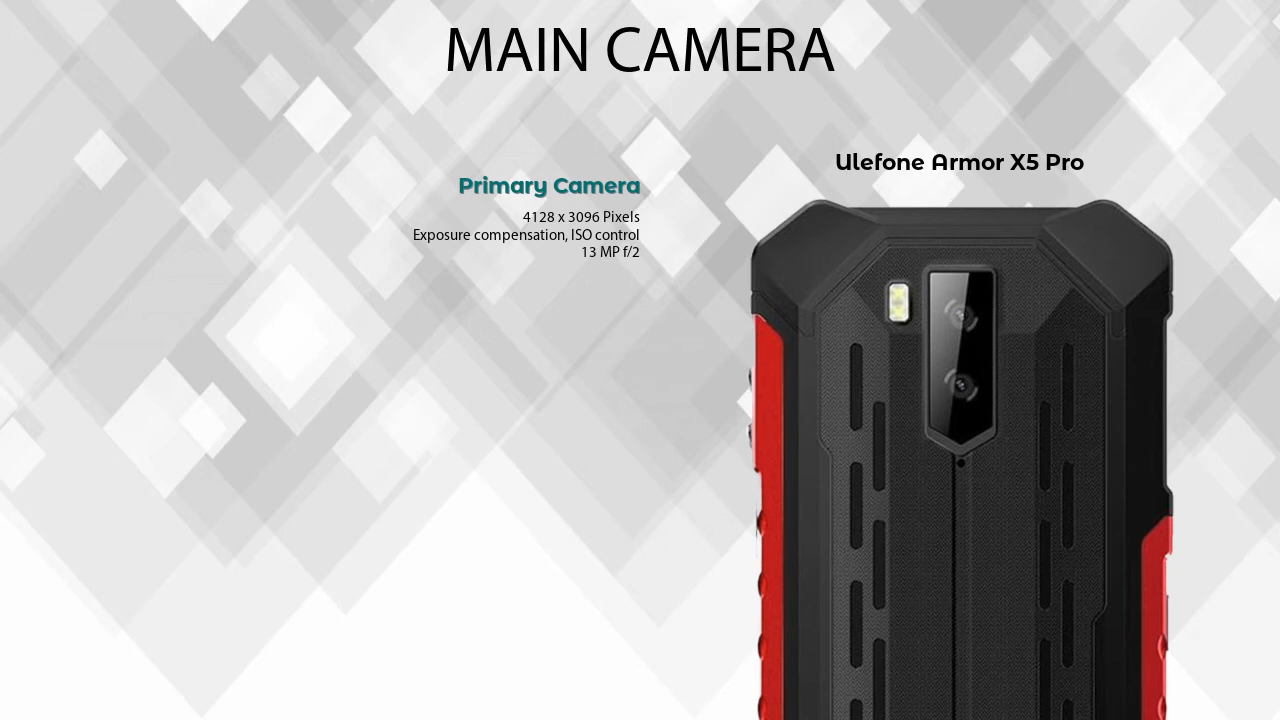 MAIN CAMERA
Ulefone Armor X5 Pro
Primary Camera
4128 x 3096 Pixels
Exposure compensation, ISO control
13 MP f/2